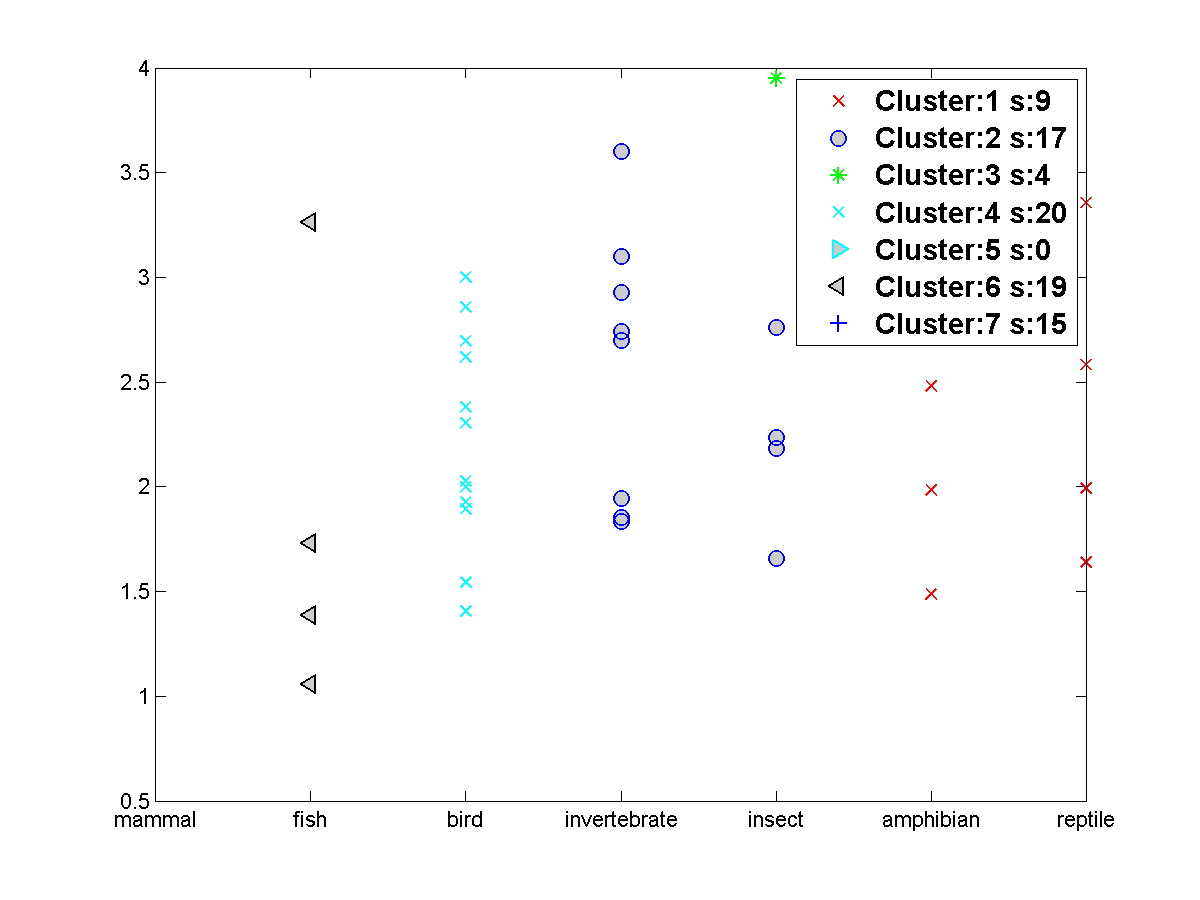 4
3.5
3
2.5
2
1.5
1
0.5
mammal fish bird invertebrate insect amphibian reptile
Cluster:1 s:9
Cluster:2 s:17
Cluster:3 s:4
Cluster:4 s:20
Cluster:5 s:0
Cluster:6 s:19
Cluster:7 s:15